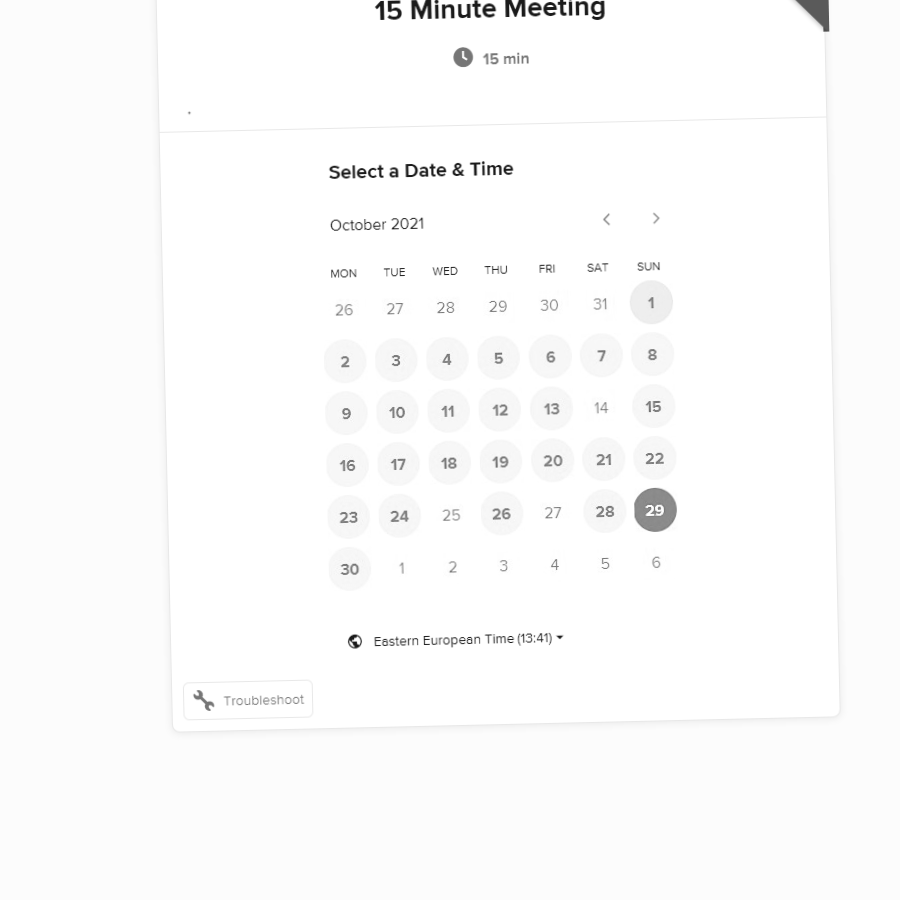 15 Minute Meeting
15 min
Select a Date & Time
October 2021
MON TUE WED THU FRI SAT SUN
26 27 28 29 30 31 1
2 3 4 5 6 7 8
9 10 11 12 13 14 15
16 17 18 19 20 21 22
23 24 25 26 27 28 29
30 1 2 3 4 5 6
Eastern European Time (13:41)
Troubleshoot